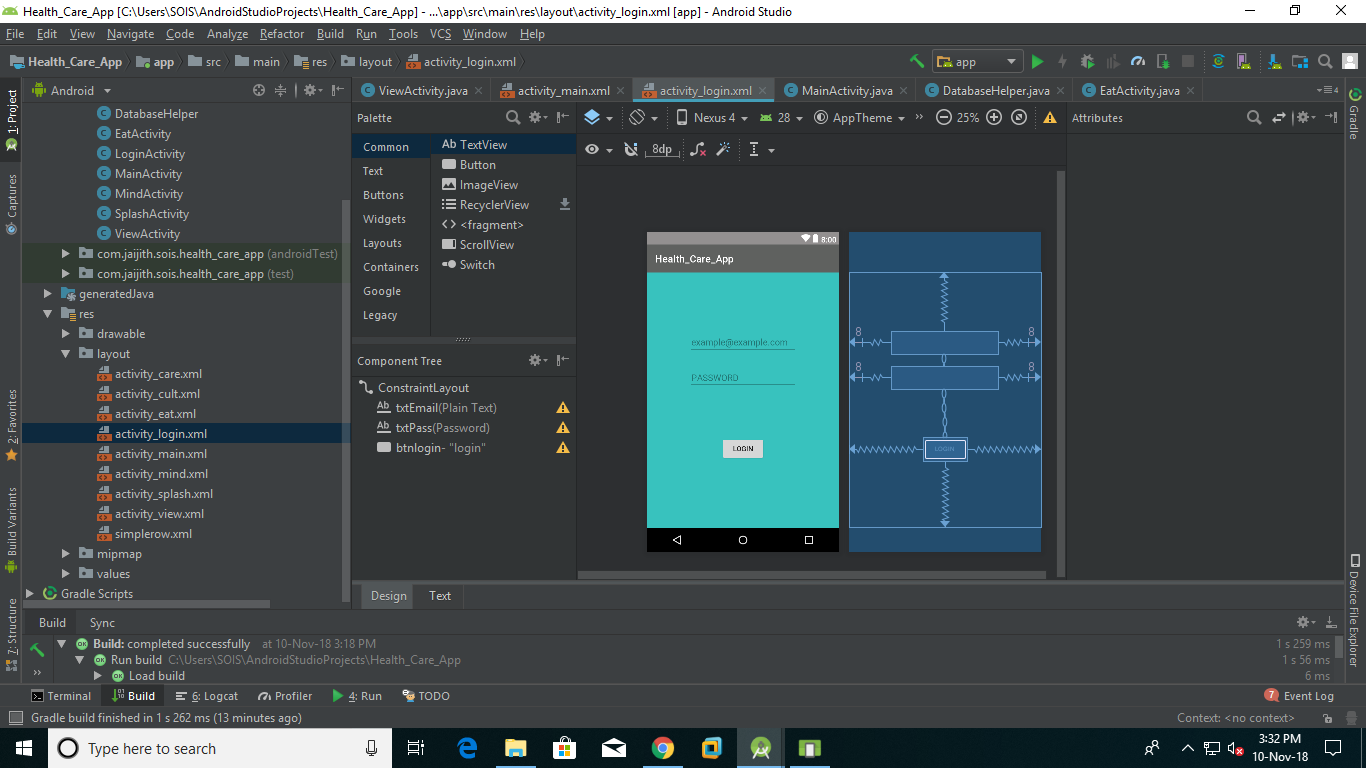 Health_Care_App [C:\Users\SOIS\AndroidStudioProjects\Health_Care_App] - ...\app\src\main\res\layout\activity_login.xml [app] - Android Studio
File Edit View Navigate Code Analyze Refactor Build Run Tools VCS Window Help
Health_Care_App app src main res layout activity_login.xml app
Android ViewActivity.java activity_main.xml activity_login.xml MainActivity.java DatabaseHelper.java EatActivity.java 4
1: Project
Captures
2: Favorites
Build Variants
Z: Structure
DatabaseHelper
EatActivity
LoginActivity
MainActivity
MindActivity
SplashActivity
ViewActivity
com.jaijith.sois.health_care_app (androidTest)
com.jaijith.sois.health_care_app (test)
generatedJava
res
drawable
layout
activity_care.xml
activity_cult.xml
activity_eat.xml
activity_login.xml
activity_main.xml
activity_mind.xml
activity_splash.xml
activity_view.xml
simplerow.xml
mipmap
values
Gradle Scripts
Palette
Common
Text
Buttons
Widgets
Layouts
Containers
Google
Legacy
Ab TextView
Button
ImageView
RecyclerView
<fragment>
ScrollView
Switch
Component Tree
ConstraintLayout
Ab txtEmail(Plain Text)
Ab txtPass(Password)
btnlogin- "login"
Nexus 4 28 AppTheme 25%
8dp
8:00
Health_Care_App
example@example.com
PASSWORD
LOGIN
8 8
8 8
LOGIN
Attributes
Gradle
Device File Explorer
Design Text
Build Sync
Build: completed successfully at 10-Nov-18 3:18 PM 1 s 259 ms
Run build C:\Users\SOIS\AndroidStudioProjects\Health_Care_App 1 s 56 ms
Load build 6 ms
Terminal Build 6: Logcat Profiler 4: Run TODO 7 Event Log
Gradle build finished in 1 s 262 ms (13 minutes ago) Context: <no context>
Type here to search
3:32 PM
10-Nov-18